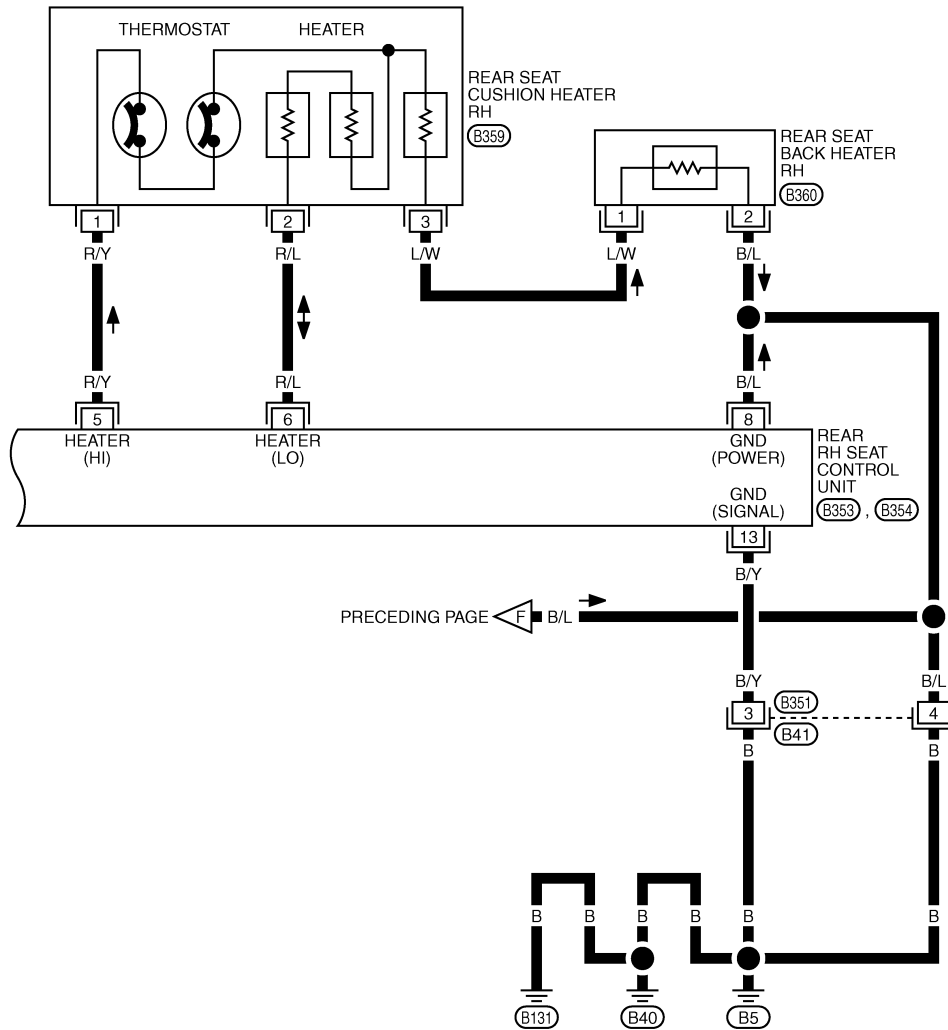 THERMOSTAT HEATER
REAR SEAT
CUSHION HEATER
RH
B359
REAR SEAT
BACK HEATER
RH
B360
1 2 3 1 2
R/Y R/L L/W L/W B/L
R/Y R/L B/L
5 6 8
HEATER
(HI)
HEATER
(LO)
GND
(POWER)
REAR
RH SEAT
CONTROL
UNIT
B353 , B354
GND
(SIGNAL)
13
B/Y
PRECEDING PAGE F B/L
B/Y B/L
3 B351 4
B41
B B
B B B B B B
B131 B40 B5